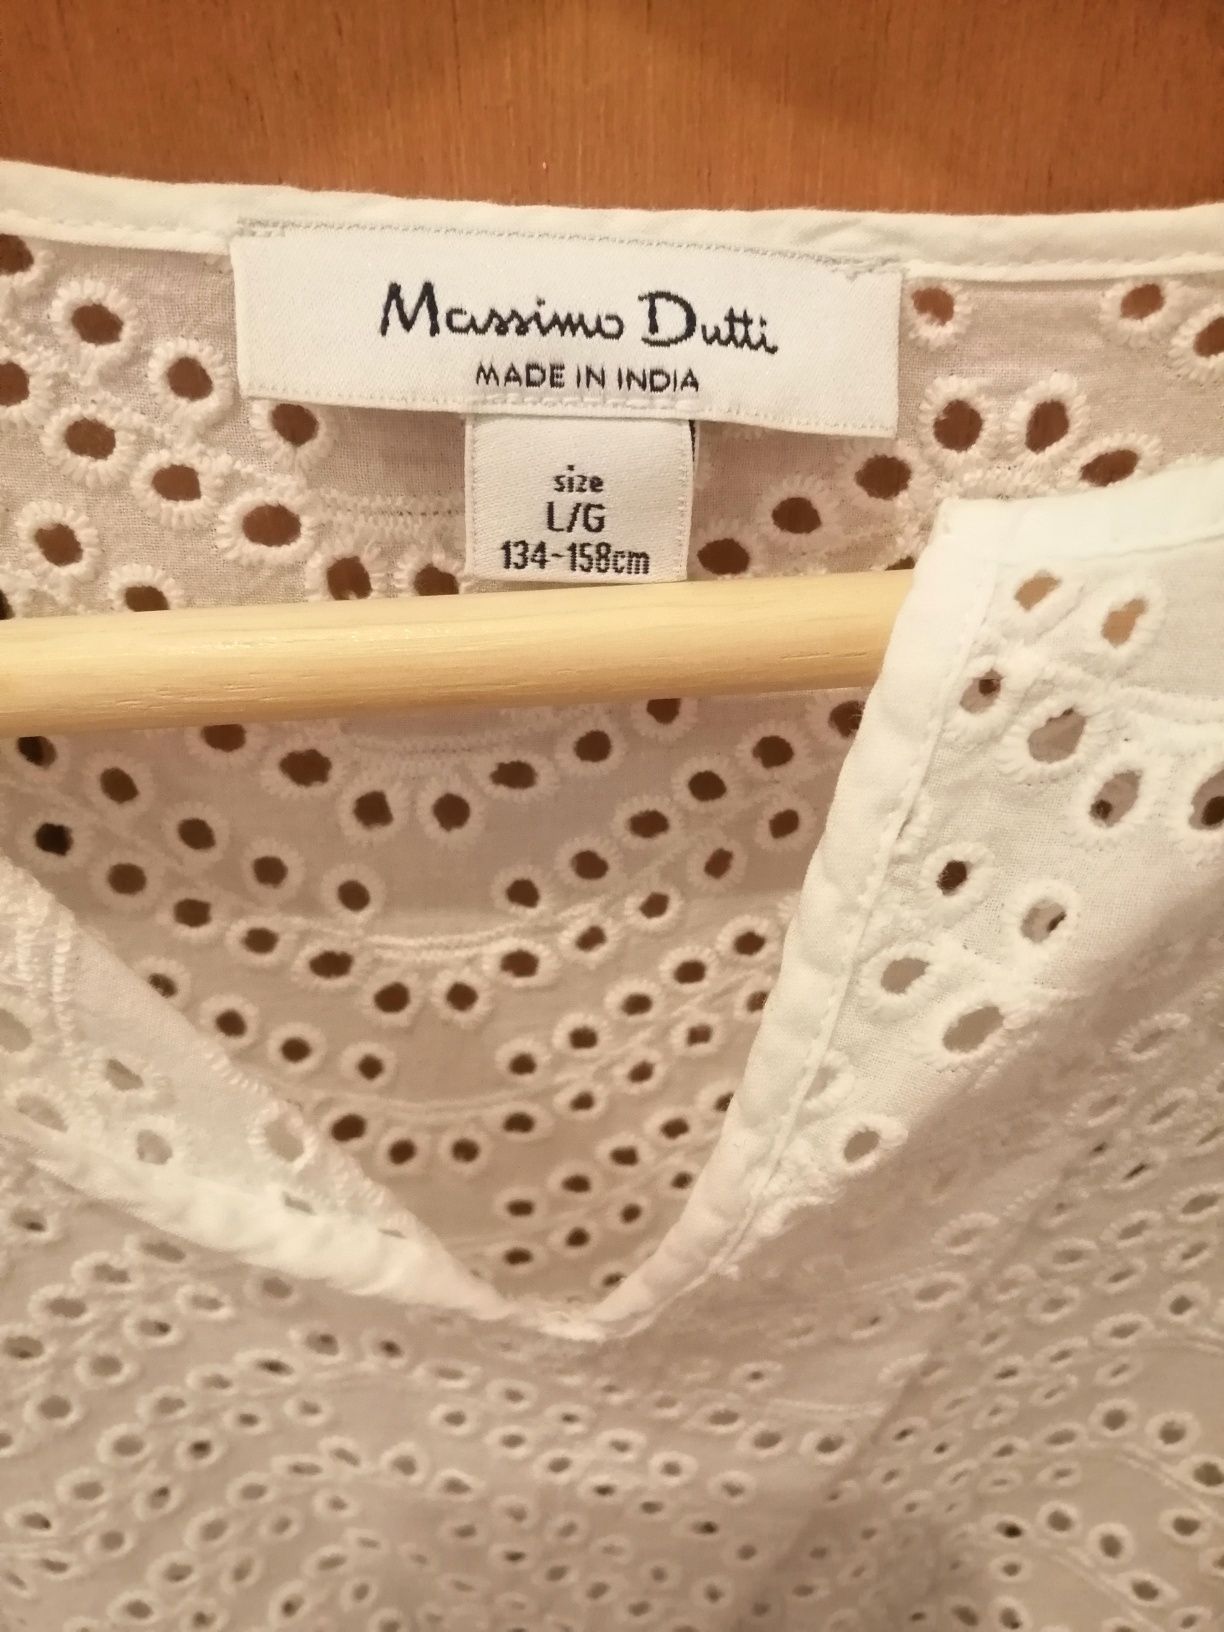 Massimo Dutti
MADE IN INDIA
size
L/G
134-158cm